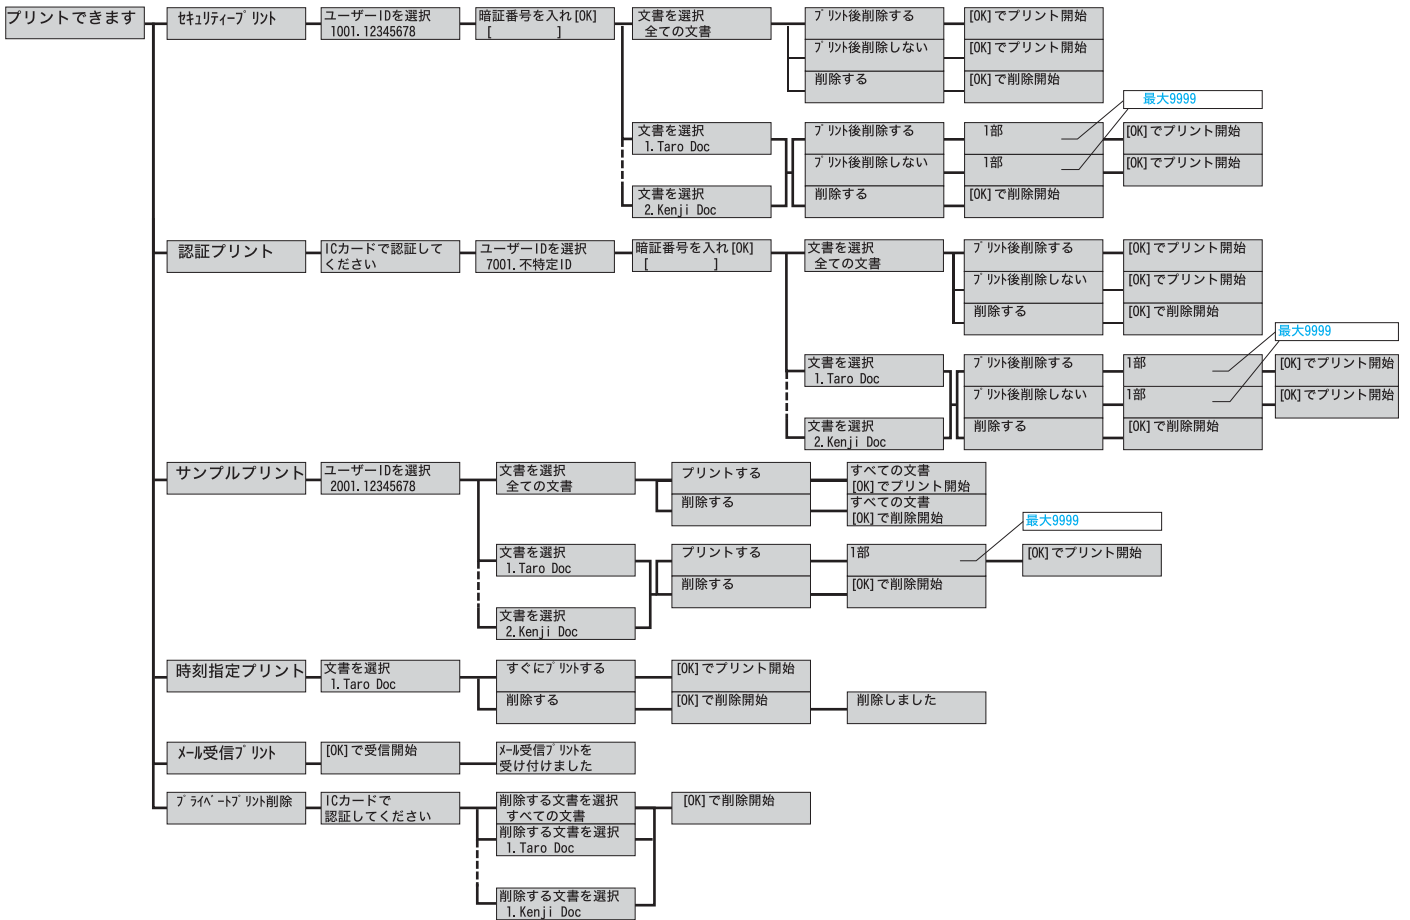 プリントできます
セキュリティープリント
ユーザーIDを選択
1001.12345678
暗証番号を入れ[OK]
[          ]
文書を選択
全ての文書
プリント後削除する
[OK]でプリント開始
プリント後削除しない
[OK]でプリント開始
削除する
[OK]で削除開始
最大9999
文書を選択
1.Taro Doc
プリント後削除する
1部
[OK]でプリント開始
プリント後削除しない
1部
[OK]でプリント開始
文書を選択
2.Kenji Doc
削除する
[OK]で削除開始
認証プリント
ICカードで認証して
ください
ユーザーIDを選択
7001.不特定ID
暗証番号を入れ[OK]
[          ]
文書を選択
全ての文書
プリント後削除する
[OK]でプリント開始
プリント後削除しない
[OK]でプリント開始
削除する
[OK]で削除開始
最大9999
文書を選択
1.Taro Doc
プリント後削除する
1部
[OK]でプリント開始
プリント後削除しない
1部
[OK]でプリント開始
文書を選択
2.Kenji Doc
削除する
[OK]で削除開始
サンプルプリント
ユーザーIDを選択
2001.12345678
文書を選択
全ての文書
プリントする
すべての文書
[OK]でプリント開始
削除する
すべての文書
[OK]で削除開始
最大9999
文書を選択
1.Taro Doc
プリントする
1部
[OK]でプリント開始
削除する
[OK]で削除開始
文書を選択
2.Kenji Doc
時刻指定プリント
文書を選択
1.Taro Doc
すぐにプリントする
[OK]でプリント開始
削除する
[OK]で削除開始
削除しました
メール受信プリント
[OK]で受信開始
メール受信プリントを
受け付けました
プライベートプリント削除
ICカードで
認証してください
削除する文書を選択
すべての文書
[OK]で削除開始
削除する文書を選択
1.Taro Doc
削除する文書を選択
1.Kenji Doc